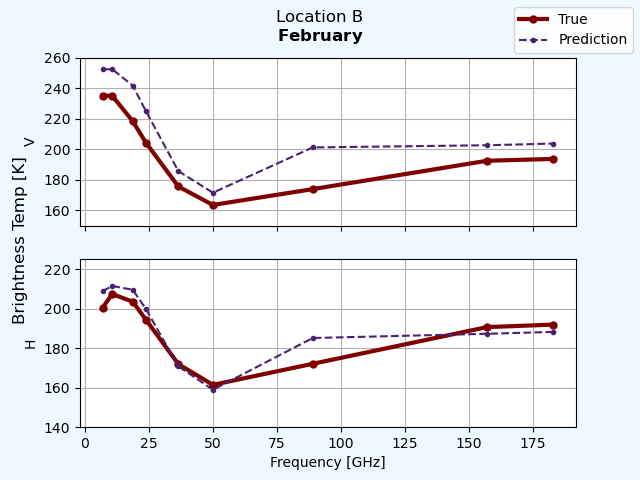 Location B
February
True
Prediction
Brightness Temp [K]
V
260
240
220
200
180
160
H
220
200
180
160
140
0
25
50
75
100
125
150
175
Frequency [GHz]